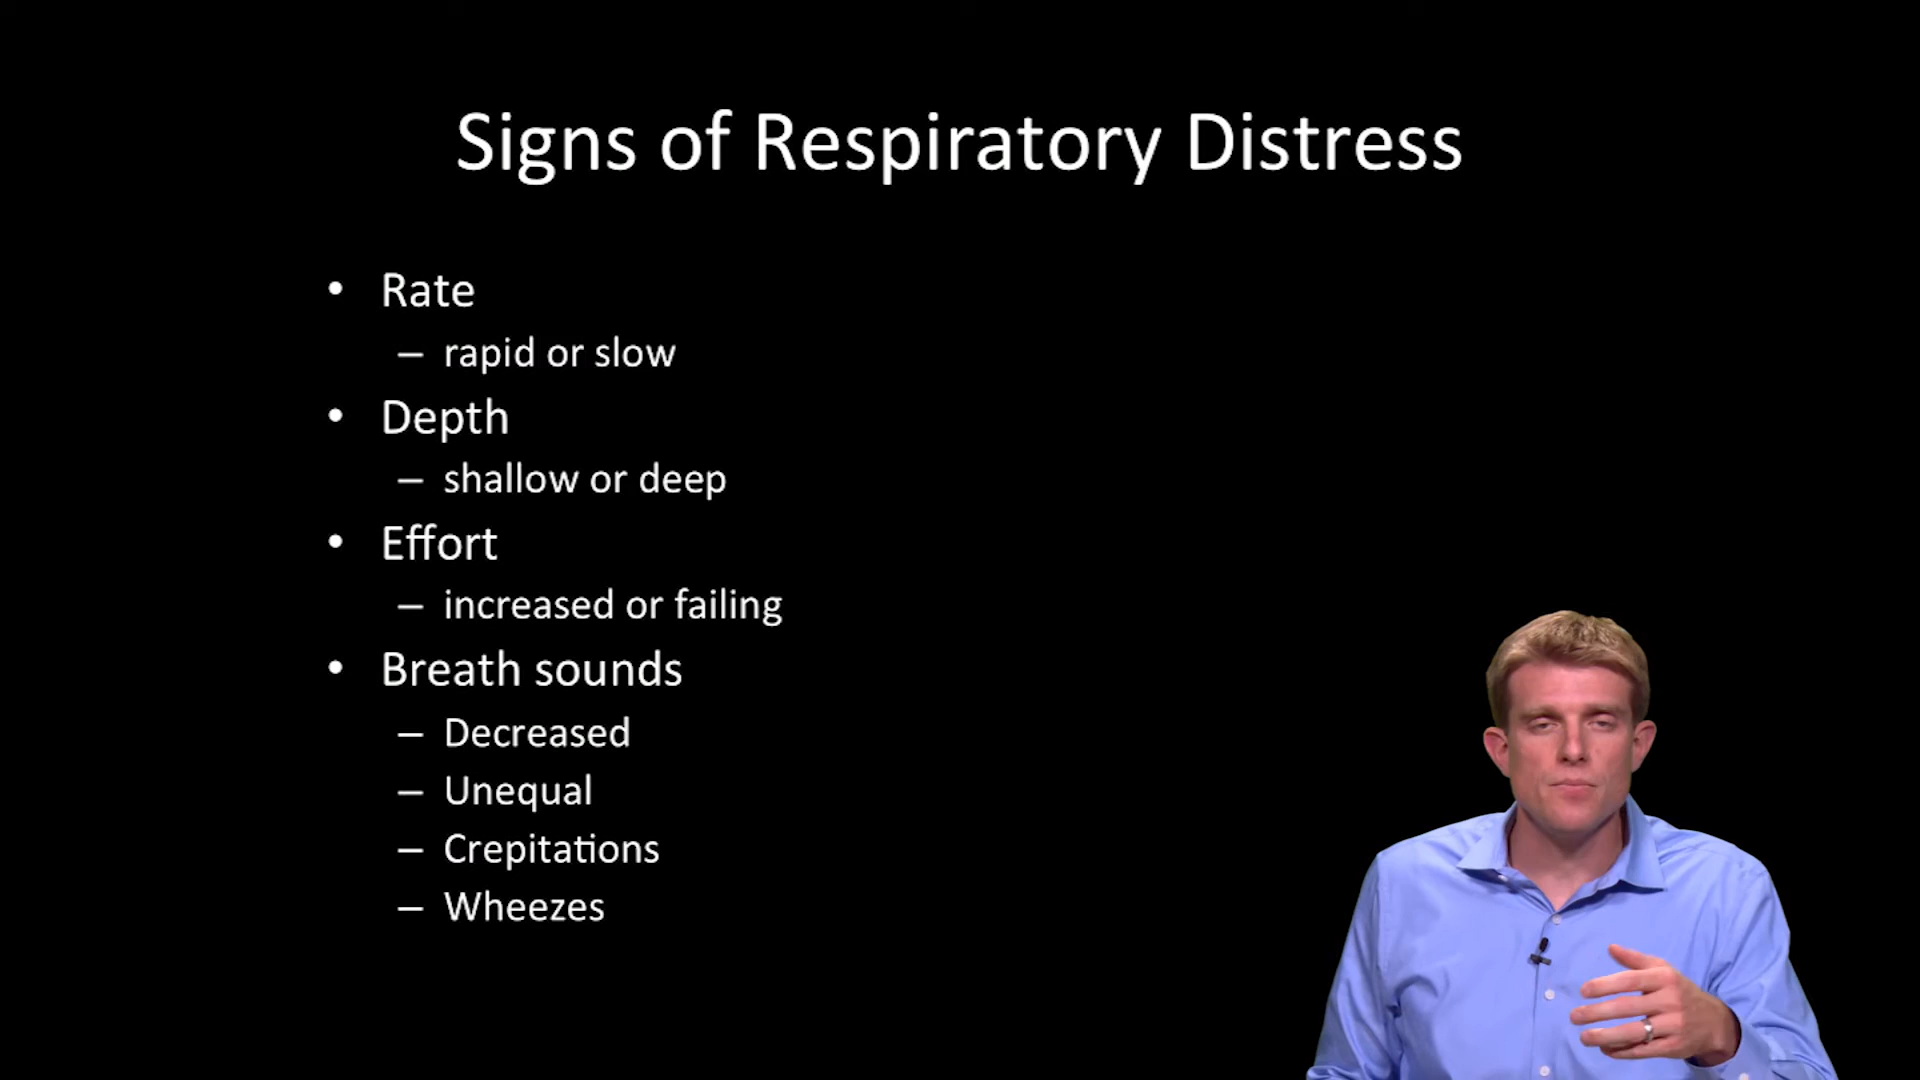 Signs of Respiratory Distress
• Rate
– rapid or slow
• Depth
– shallow or deep
• Effort
– increased or failing
• Breath sounds
– Decreased
– Unequal
– Crepitations
– Wheezes